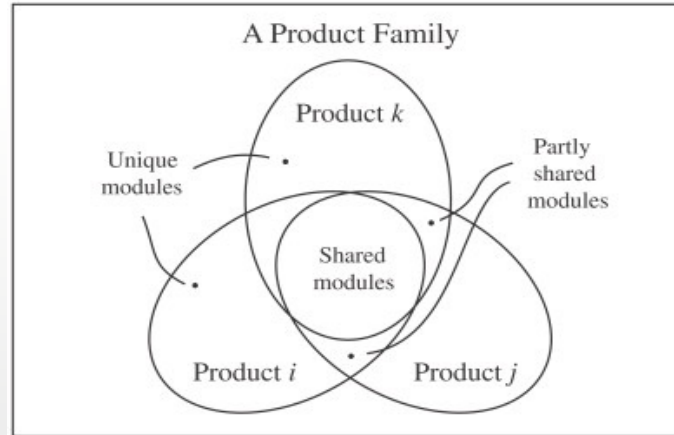 A Product Family
Product k
Unique
modules
Partly
shared
modules
Shared
modules
Product i
Product j